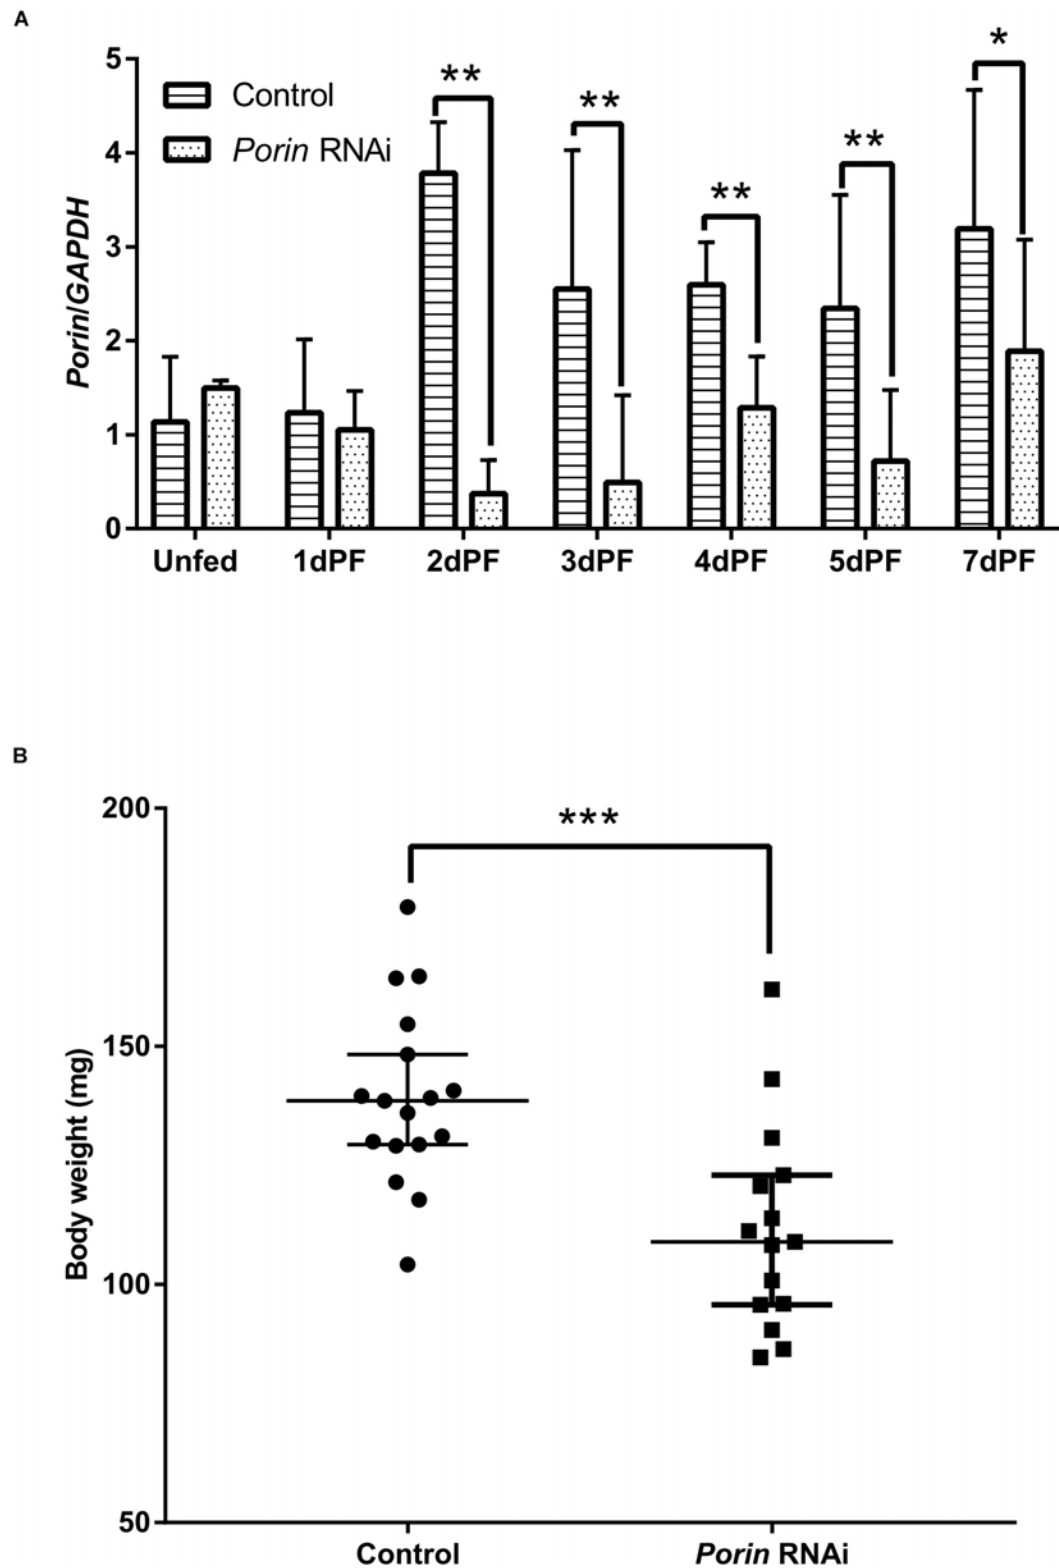 A
5
4
3
2
1
0
Porin/GAPDH
Control
Porin RNAi
**
**
**
**
*
Unfed 1dPF 2dPF 3dPF 4dPF 5dPF 7dPF
B
200
150
100
50
Body weight (mg)
***
Control Porin RNAi